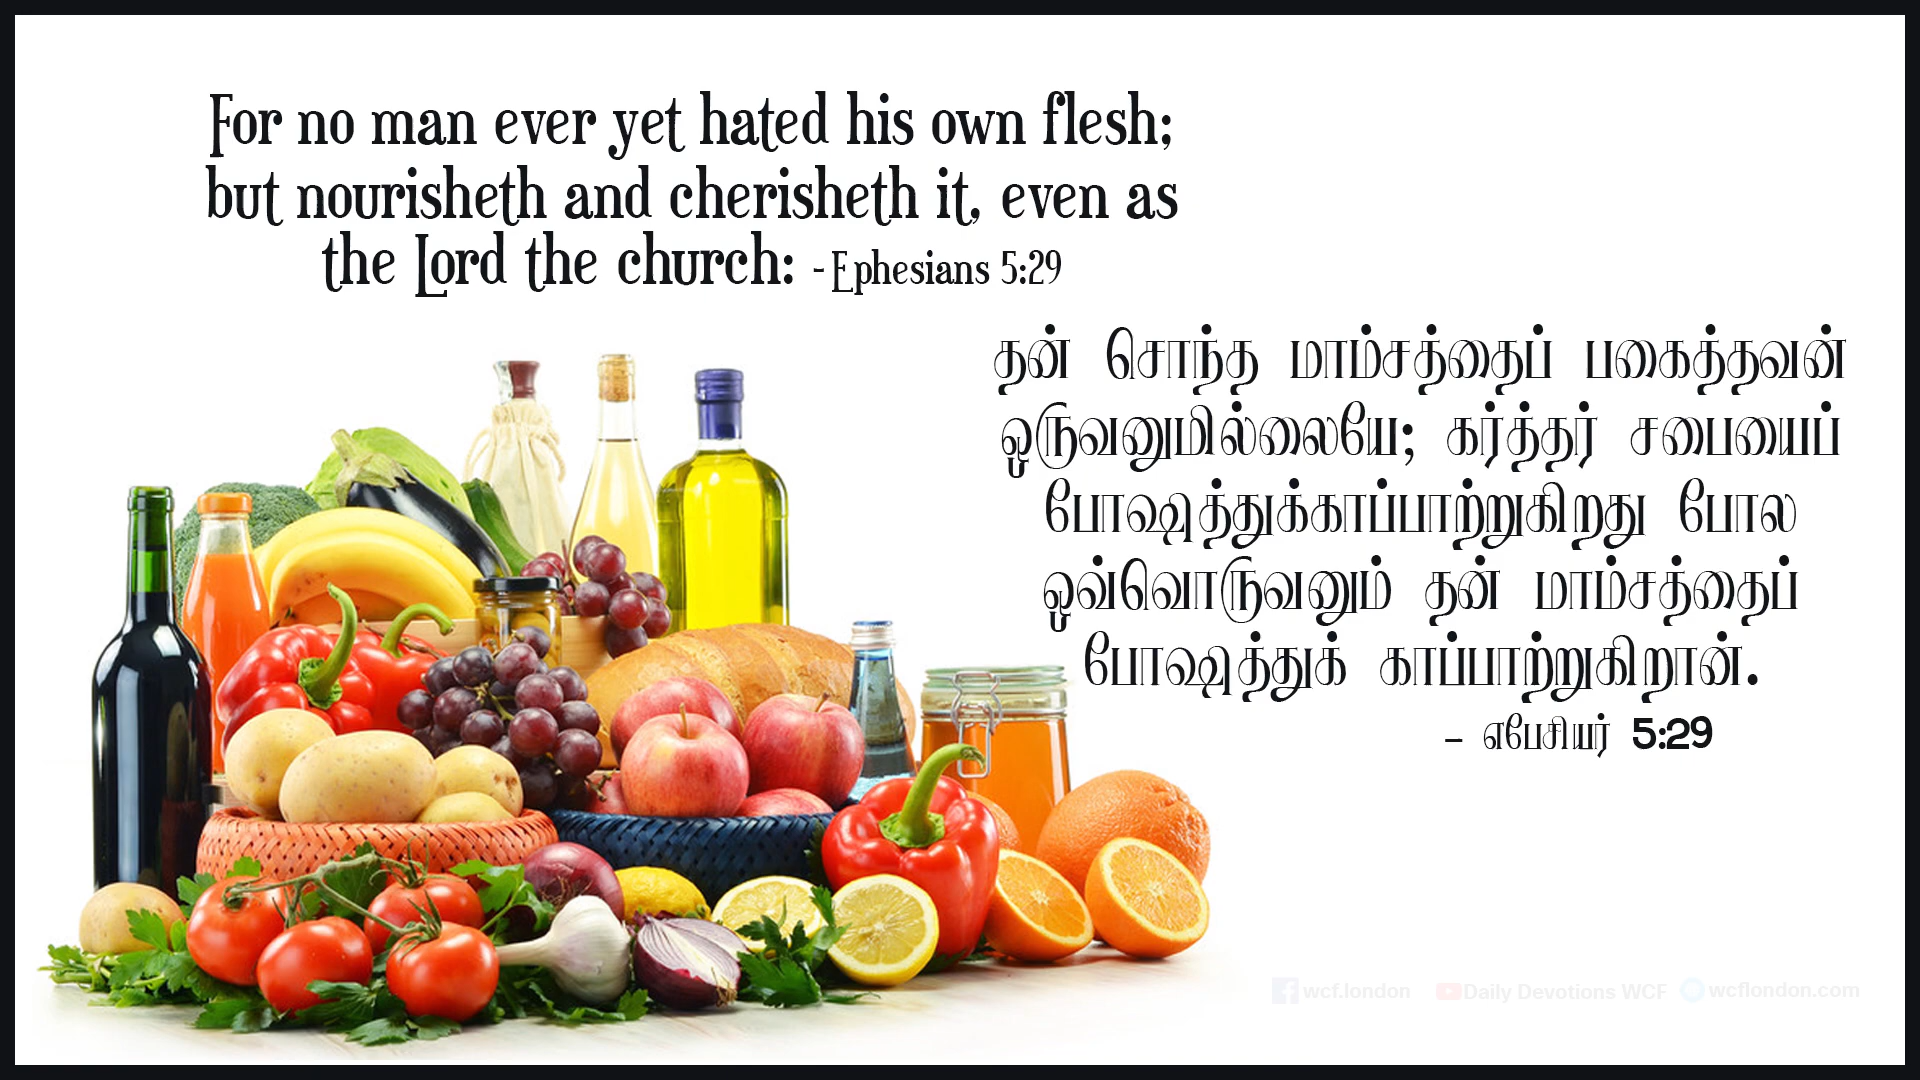 For no man ever yet hated his own flesh;
but nourisheth and cherisheth it, even as
the Lord the church: - Ephesians 5:29
தன் சொந்த மாம்சத்தைப் பகைத்தவன்
ஒருவனுமில்லையே; கர்த்தர் சபையைப்
போஷித்துக்காப்பாற்றுகிறது போல
ஒவ்வொருவனும் தன் மாம்சத்தைப்
போஷித்துக் காப்பாற்றுகிறான்.
– எபேசியர் 5:29
wcf.london Daily Devotions WCF wcflondon.com